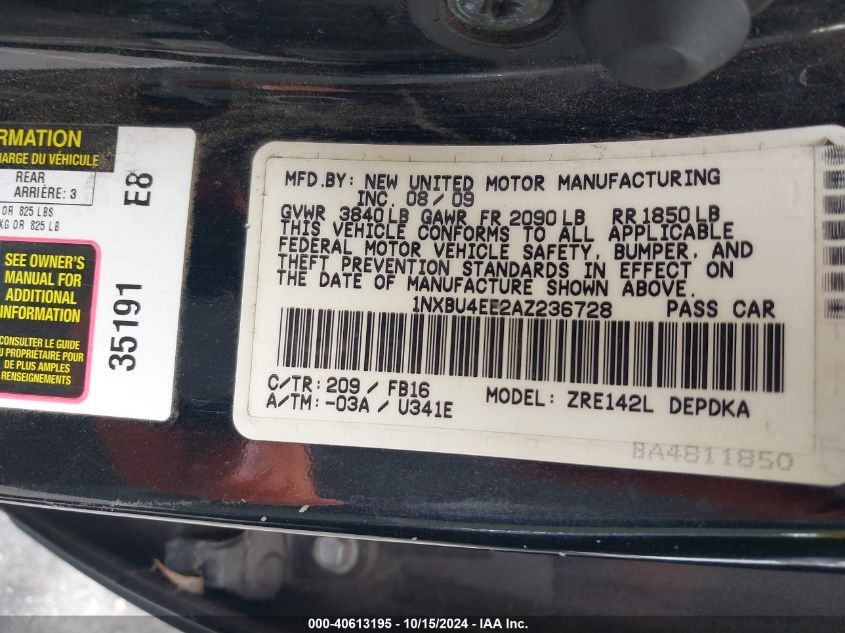 RMATION
HARGE DU VÉHICULE
REAR
ARRIÈRE: 3
OR 825 LBS
KG OR 825 LB
SEE OWNER'S
MANUAL FOR
ADDITIONAL
INFORMATION
CONSULTER LE GUIDE
DU PROPRIÉTAIRE POUR
DE PLUS AMPLES
RENSEIGNEMENTS
35191 E8
MFD.BY: NEW UNITED MOTOR MANUFACTURING
INC. 08/09
GVWR 3840 LB GAWR FR 2090 LB RR 1850 LB
THIS VEHICLE CONFORMS TO ALL APPLICABLE
FEDERAL MOTOR VEHICLE SAFETY, BUMPER, AND
THEFT PREVENTION STANDARDS IN EFFECT ON
THE DATE OF MANUFACTURE SHOWN ABOVE.
1NXBU4EE2AZ236728 PASS CAR
C/TR: 209 / FB16 MODEL: ZRE142L DEPDKA
A/TM: -03A / U341E
BA4811850
000-40613195 - 10/15/2024 - IAA Inc.